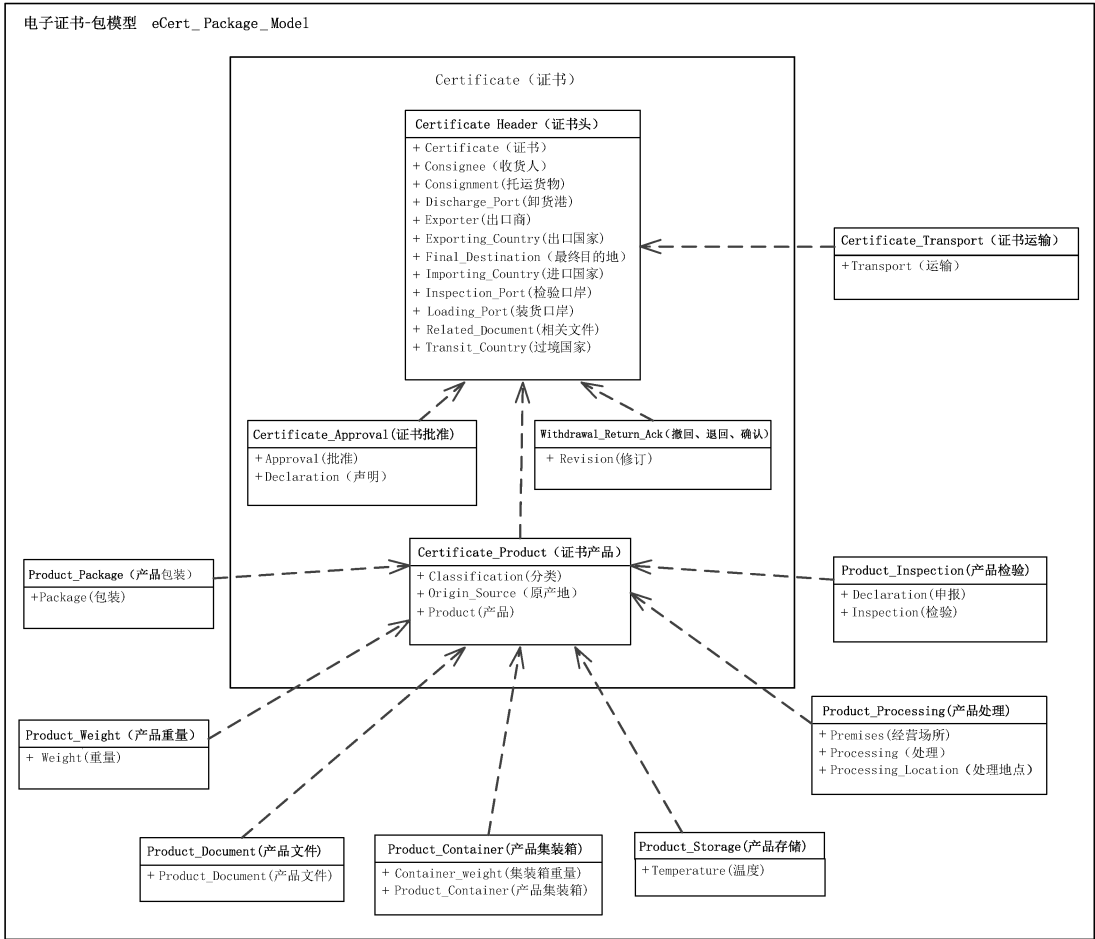 电子证书-包模型 eCert_Package_Model
Certificate（证书）
Certificate Header（证书头）
+ Certificate（证书）
+ Consignee（收货人）
+ Consignment(托运货物)
+ Discharge_Port(卸货港)
+ Exporter(出口商)
+ Exporting_Country(出口国家)
+ Final_Destination（最终目的地）
+ Importing_Country(进口国家)
+ Inspection_Port(检验口岸)
+ Loading_Port(装货口岸)
+ Related_Document(相关文件)
+ Transit_Country(过境国家)
Certificate_Transport（证书运输）
+Transport（运输）
Certificate_Approval(证书批准)
+Approval(批准)
+Declaration（声明）
Withdrawal_Return_Ack（撤回、退回、确认）
+ Revision(修订)
Certificate_Product（证书产品）
+ Classification(分类)
+ Origin_Source（原产地）
+ Product(产品)
Product_Package（产品包装）
+Package(包装)
Product_Inspection(产品检验)
+ Declaration(申报)
+ Inspection(检验)
Product_Weight（产品重量）
+ Weight(重量)
Product_Processing(产品处理)
+ Premises(经营场所)
+ Processing（处理）
+ Processing_Location（处理地点）
Product_Document(产品文件)
+ Product_Document(产品文件)
Product_Container(产品集装箱)
+ Container_weight(集装箱重量)
+ Product_Container(产品集装箱)
Product_Storage(产品存储)
+Temperature(温度)